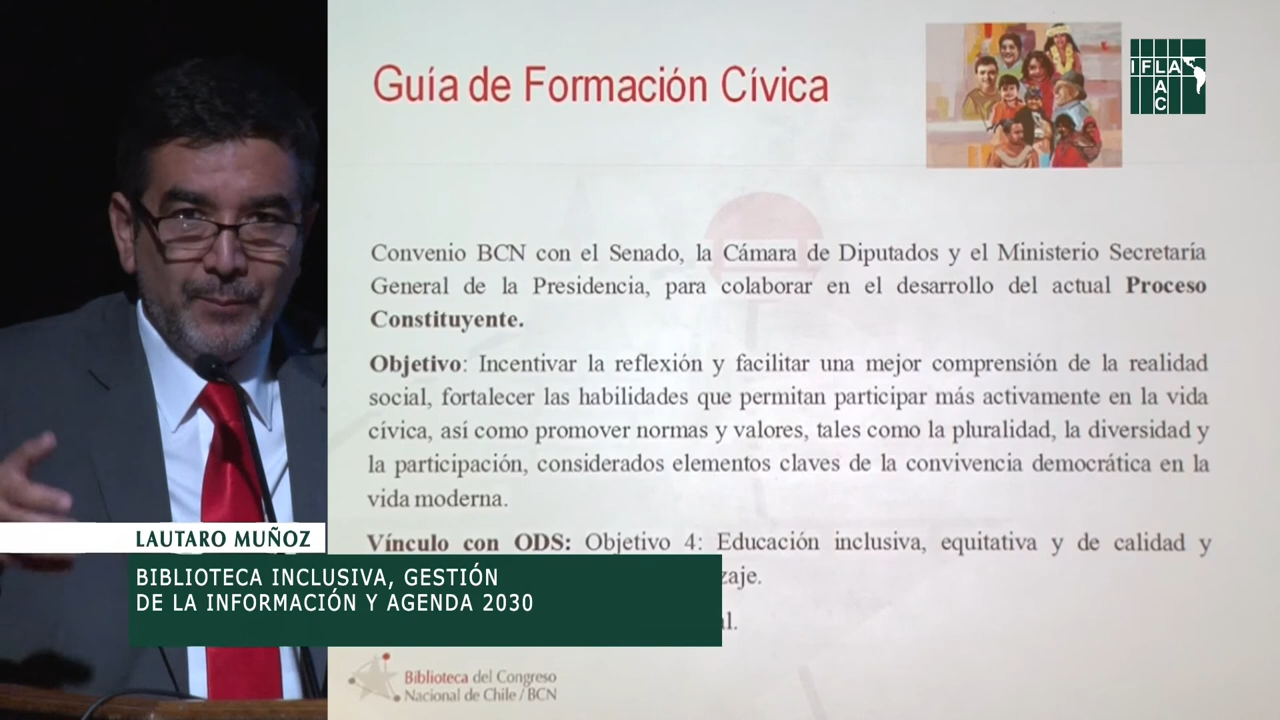 Guía de Formación Cívica
IFLA
LAC
Convenio BCN con el Senado, la Cámara de Diputados y el Ministerio Secretaría
General de la Presidencia, para colaborar en el desarrollo del actual Proceso
Constituyente.
Objetivo: Incentivar la reflexión y facilitar una mejor comprensión de la realidad
social, fortalecer las habilidades que permitan participar más activamente en la vida
cívica, así como promover normas y valores, tales como la pluralidad, la diversidad y
la participación, considerados elementos claves de la convivencia democrática en la
vida moderna.
Vínculo con ODS: Objetivo 4: Educación inclusiva, equitativa y de calidad y
LAUTARO MUÑOZ
BIBLIOTECA INCLUSIVA, GESTIÓN
DE LA INFORMACIÓN Y AGENDA 2030
Biblioteca del Congreso
Nacional de Chile / BCN